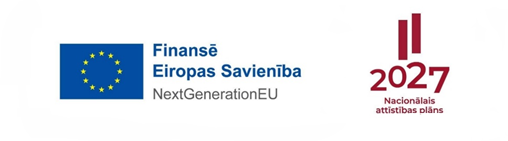 Finansē
Eiropas Savienība
NextGenerationEU
2027
Nacionālais
attīstības plāns